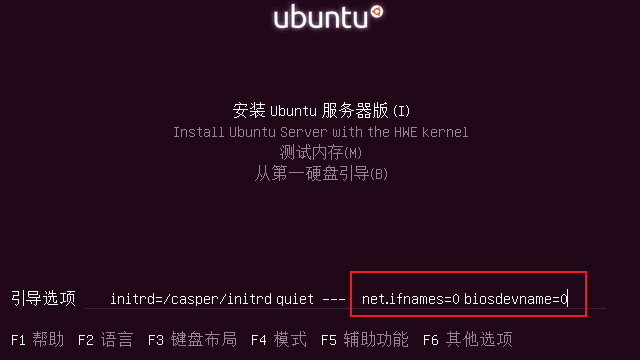 ubuntu
安装 Ubuntu 服务器版 (I)
Install Ubuntu Server with the HWE kernel
测试内存(M)
从第一硬盘引导(B)
引导选项 initrd=/casper/initrd quiet --- net.ifnames=0 biosdevname=0
F1 帮助 F2 语言 F3 键盘布局 F4 模式 F5 辅助功能 F6 其他选项